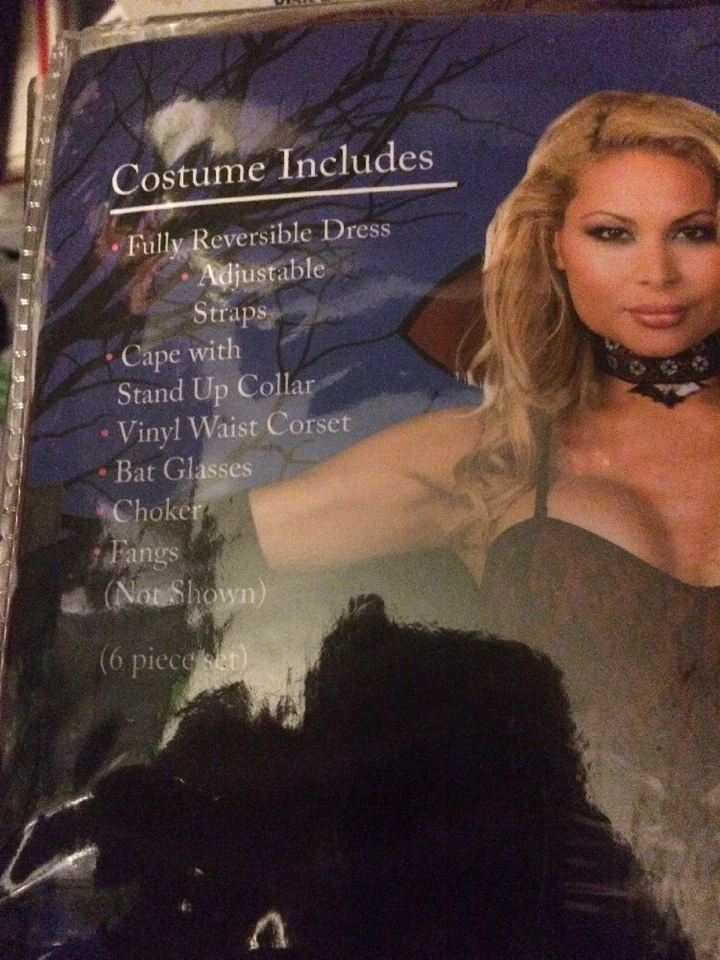 Costume Includes
• Fully Reversible Dress
• Adjustable
Straps
• Cape with
Stand Up Collar
• Vinyl Waist Corset
• Bat Glasses
• Choker
• Fangs
(Not Shown)
(6 piece set)